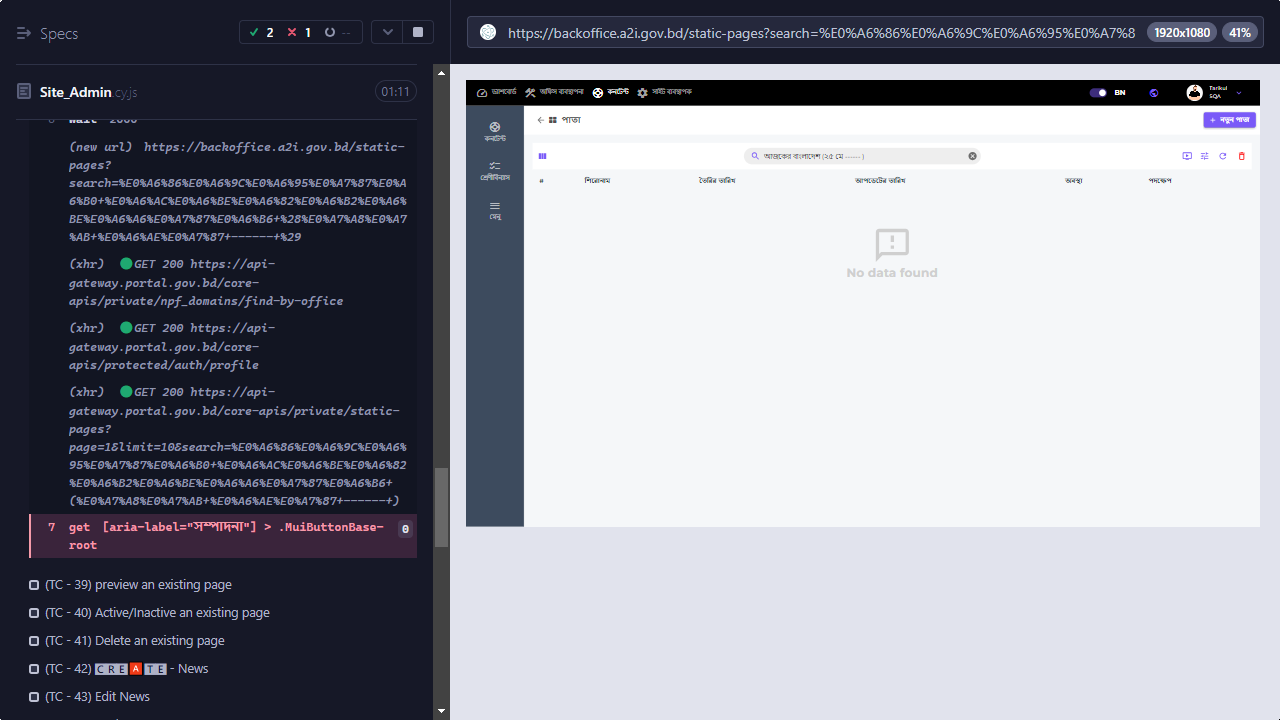 Specs
2
1
--
https://backoffice.a2i.gov.bd/static-pages?search=%E0%A6%86%E0%A6%9C%E0%A6%95%E0%A7%8
1920x1080
41%
Site_Admin.cy.js
01:11
(new url) https://backoffice.a2i.gov.bd/static-
pages?
search=%E0%A6%86%E0%A6%9C%E0%A6%95%E0%A7%87%E0%A
6%B0+%E0%A6%AC%E0%A6%BE%E0%A6%82%E0%A6%B2%E0%A6%
BE%E0%A6%A6%E0%A7%87%E0%A6%B6+%28%E0%A7%A8%E0%A7
%AB+%E0%A6%AE%E0%A7%87+------+%29
(xhr) GET 200 https://api-
gateway.portal.gov.bd/core-
apis/private/npf_domains/find-by-office
(xhr) GET 200 https://api-
gateway.portal.gov.bd/core-
apis/protected/auth/profile
(xhr) GET 200 https://api-
gateway.portal.gov.bd/core-apis/private/static-
pages?
page=1&limit=10&search=%E0%A6%86%E0%A6%9C%E0%A6%
95%E0%A7%87%E0%A6%B0+%E0%A6%AC%E0%A6%BE%E0%A6%82
%E0%A6%B2%E0%A6%BE%E0%A6%A6%E0%A7%87%E0%A6%B6+
(%E0%A7%A8%E0%A7%AB+%E0%A6%AE%E0%A7%87+------+)
7 get [aria-label="সম্পাদনা"] > .MuiButtonBase-
root
0
(TC - 39) preview an existing page
(TC - 40) Active/Inactive an existing page
(TC - 41) Delete an existing page
(TC - 42) CREATE - News
(TC - 43) Edit News
ড্যাশবোর্ড
অফিস ব্যবস্থাপনা
কনটেন্ট
সাইট ব্যবস্থাপক
BN
Tarikul
SQA
কনটেন্ট
শ্রেণীবিন্যাস
মেনু
পাতা
+ নতুন পাতা
আজকের বাংলাদেশ (২৫ মে ------ )
#
শিরোনাম
তৈরির তারিখ
আপডেটের তারিখ
অবস্থা
পদক্ষেপ
No data found